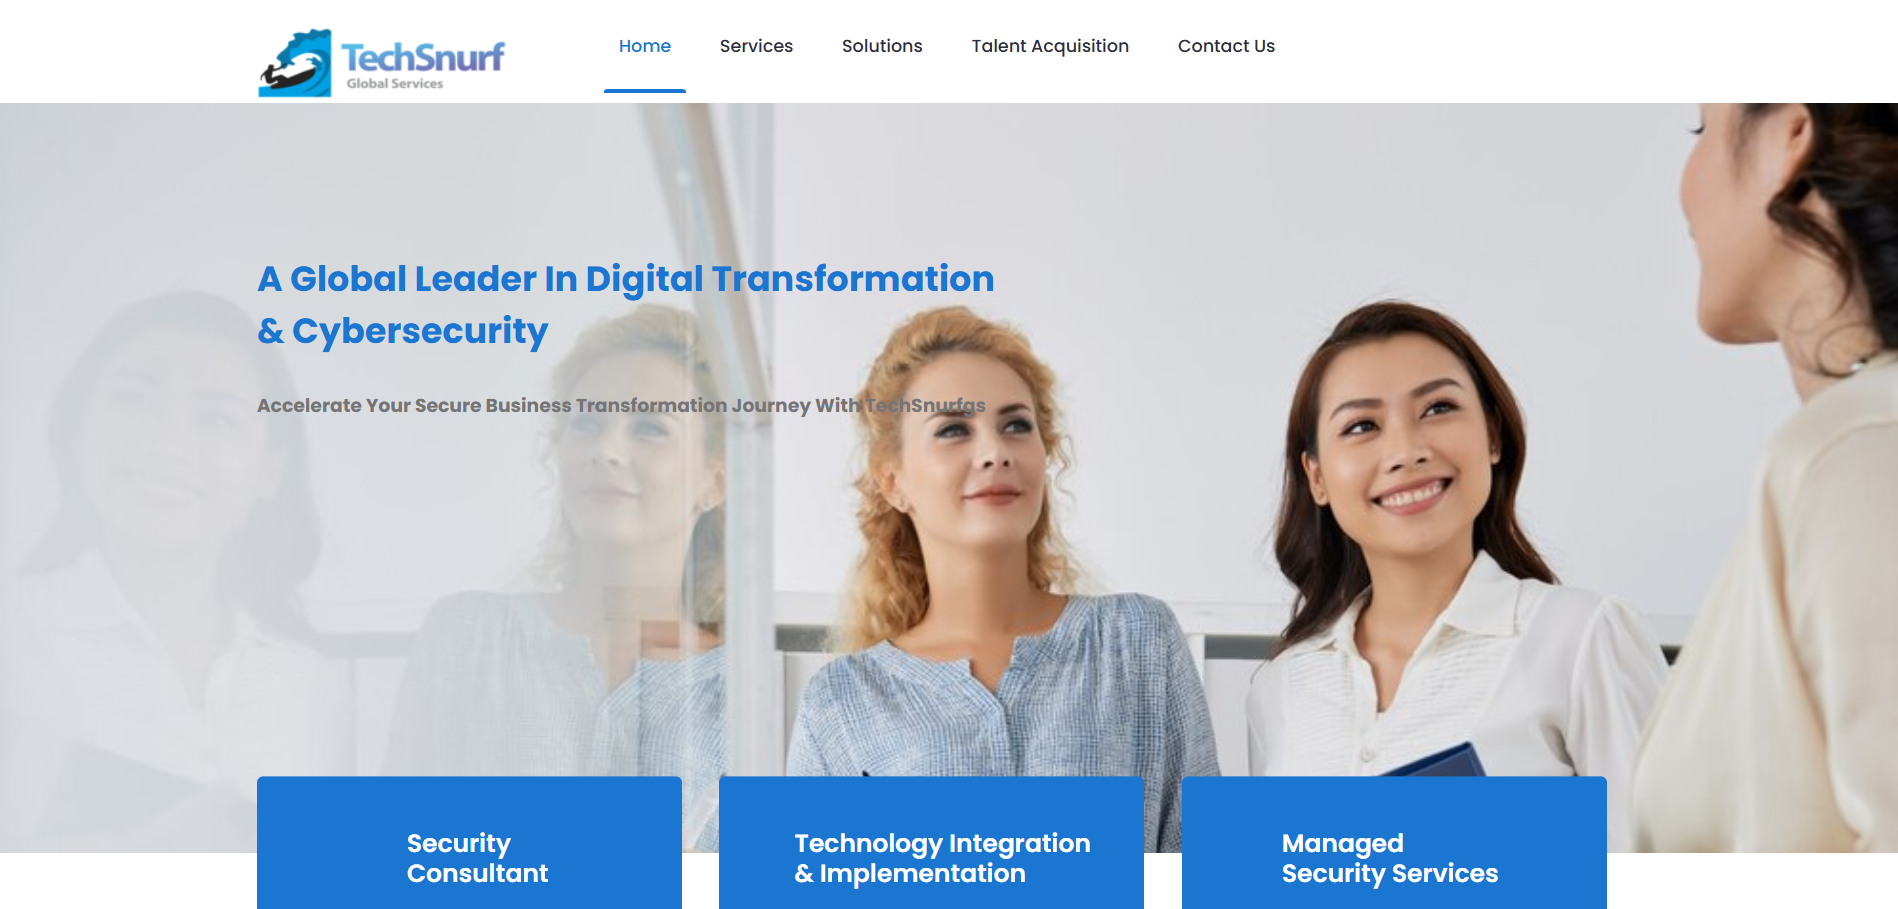 TechSnurf
Global Services
Home
Services
Solutions
Talent Acquisition
Contact Us
A Global Leader In Digital Transformation
& Cybersecurity
Accelerate Your Secure Business Transformation Journey With TechSnurfgs
Security
Consultant
Technology Integration
& Implementation
Managed
Security Services